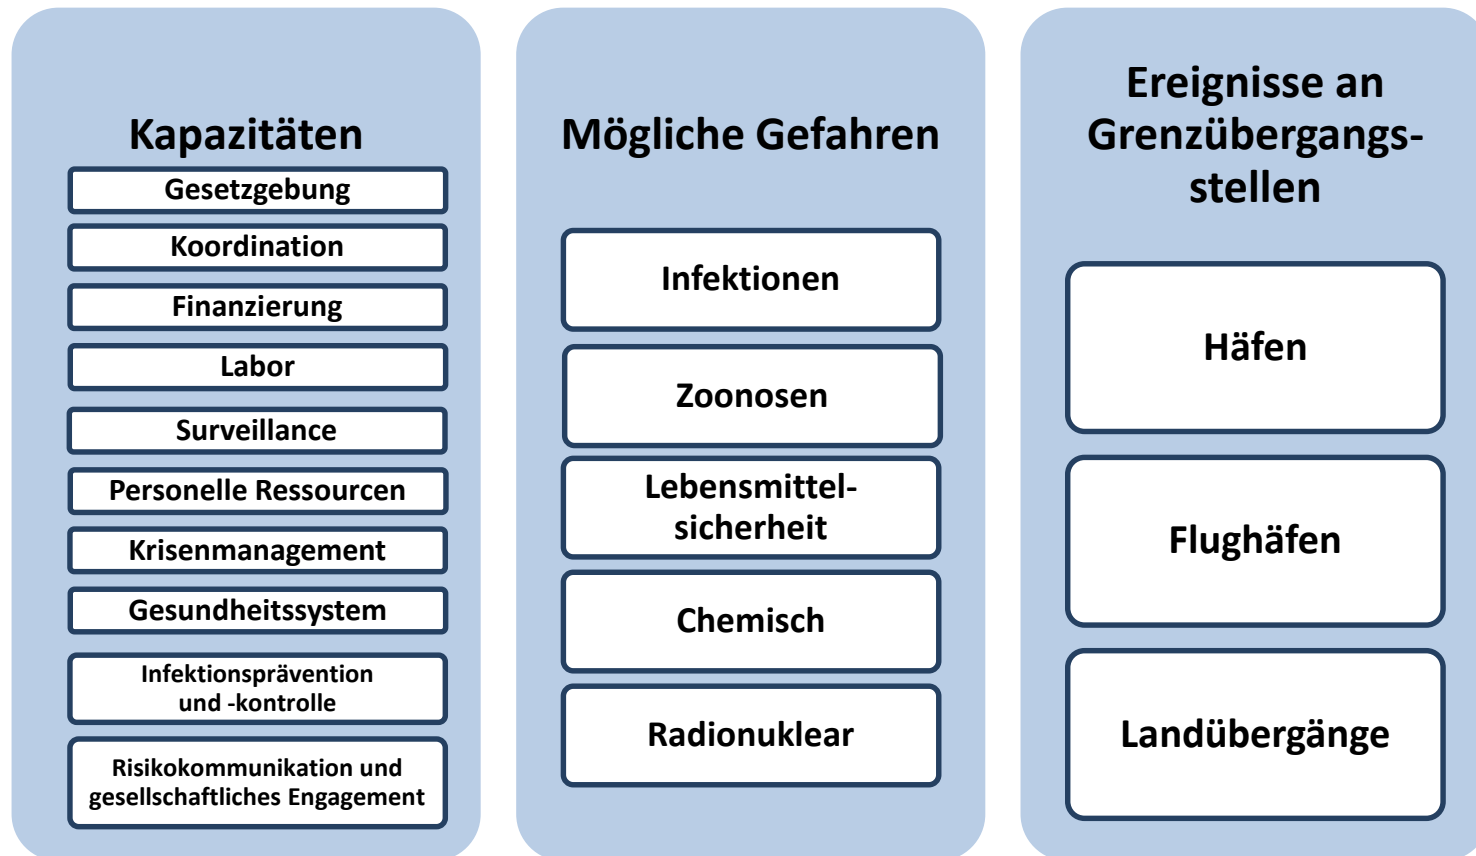 Kapazitäten
Gesetzgebung
Koordination
Finanzierung
Labor
Surveillance
Personelle Ressourcen
Krisenmanagement
Gesundheitssystem
Infektionsprävention
und -kontrolle
Risikokommunikation und
gesellschaftliches Engagement
Mögliche Gefahren
Infektionen
Zoonosen
Lebensmittel-
sicherheit
Chemisch
Radionuklear
Ereignisse an
Grenzübergangs-
stellen
Häfen
Flughäfen
Landübergänge